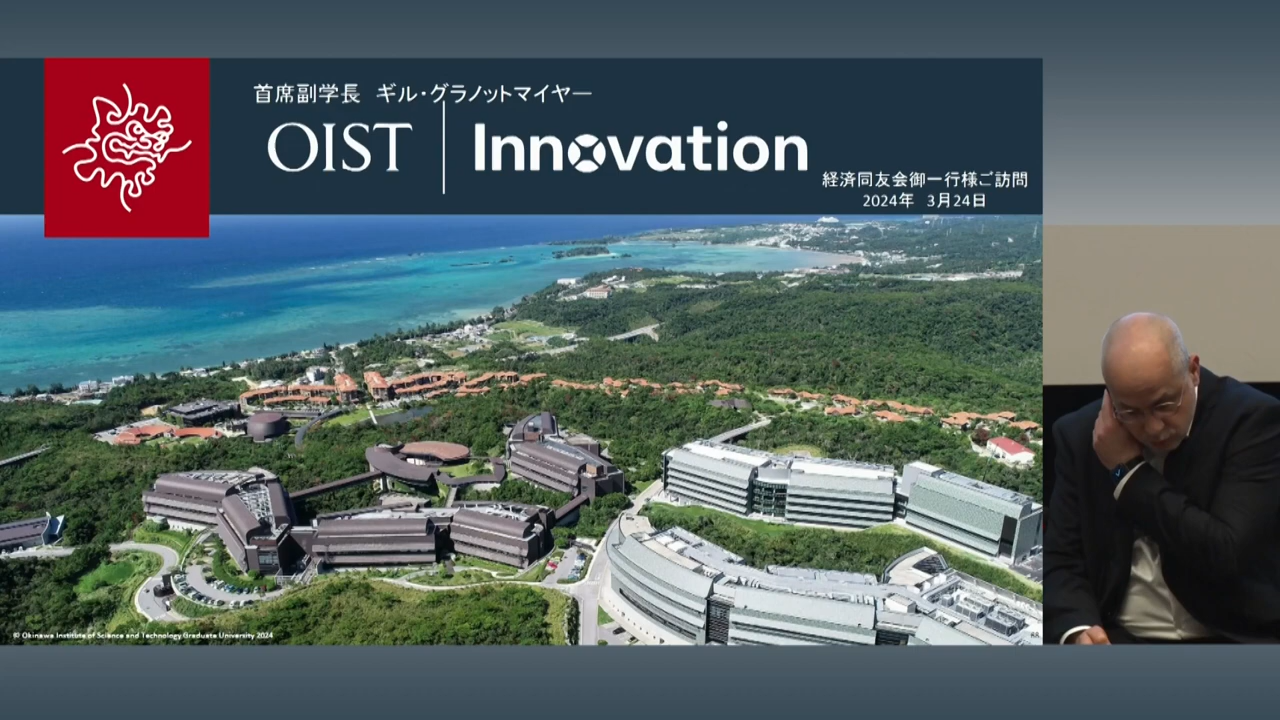 首席副学長 ギル・グラノットマイヤー
OIST Innovation
経済同友会御一行様ご訪問
2024年 3月24日
© Okinawa Institute of Science and Technology Graduate University 2024